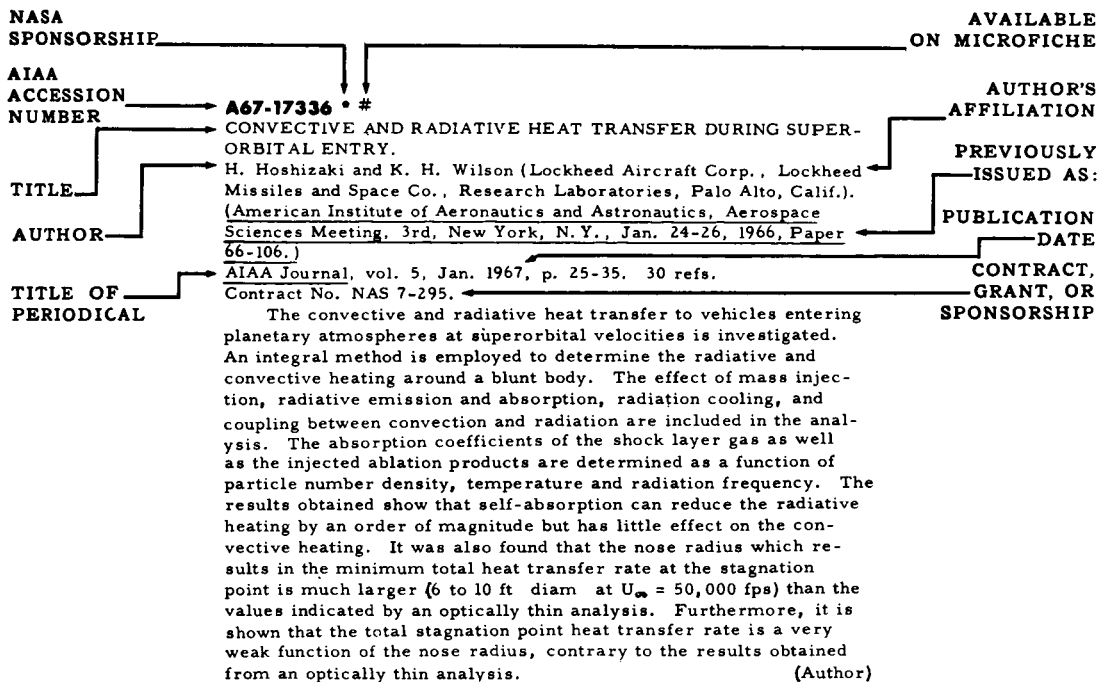 NASA
SPONSORSHIP
AVAILABLE
ON MICROFICHE
AIAA
ACCESSION
NUMBER
AUTHOR'S
AFFILIATION
PREVIOUSLY
ISSUED AS:
TITLE
AUTHOR
PUBLICATION
DATE
TITLE OF
PERIODICAL
CONTRACT,
GRANT, OR
SPONSORSHIP
A67-17336 * #
CONVECTIVE AND RADIATIVE HEAT TRANSFER DURING SUPER-
ORBITAL ENTRY.
H. Hoshizaki and K. H. Wilson (Lockheed Aircraft Corp., Lockheed
Missiles and Space Co., Research Laboratories, Palo Alto, Calif.).
(American Institute of Aeronautics and Astronautics, Aerospace
Sciences Meeting, 3rd, New York, N.Y., Jan. 24-26, 1966, Paper
66-106.)
AIAA Journal, vol. 5, Jan. 1967, p. 25-35. 30 refs.
Contract No. NAS 7-295.
The convective and radiative heat transfer to vehicles entering
planetary atmospheres at superorbital velocities is investigated.
An integral method is employed to determine the radiative and
convective heating around a blunt body. The effect of mass injec-
tion, radiative emission and absorption, radiation cooling, and
coupling between convection and radiation are included in the anal-
ysis. The absorption coefficients of the shock layer gas as well
as the injected ablation products are determined as a function of
particle number density, temperature and radiation frequency. The
results obtained show that self-absorption can reduce the radiative
heating by an order of magnitude but has little effect on the con-
vective heating. It was also found that the nose radius which re-
sults in the minimum total heat transfer rate at the stagnation
point is much larger (6 to 10 ft diam at U∞ = 50,000 fps) than the
values indicated by an optically thin analysis. Furthermore, it is
shown that the total stagnation point heat transfer rate is a very
weak function of the nose radius, contrary to the results obtained
from an optically thin analysis. (Author)